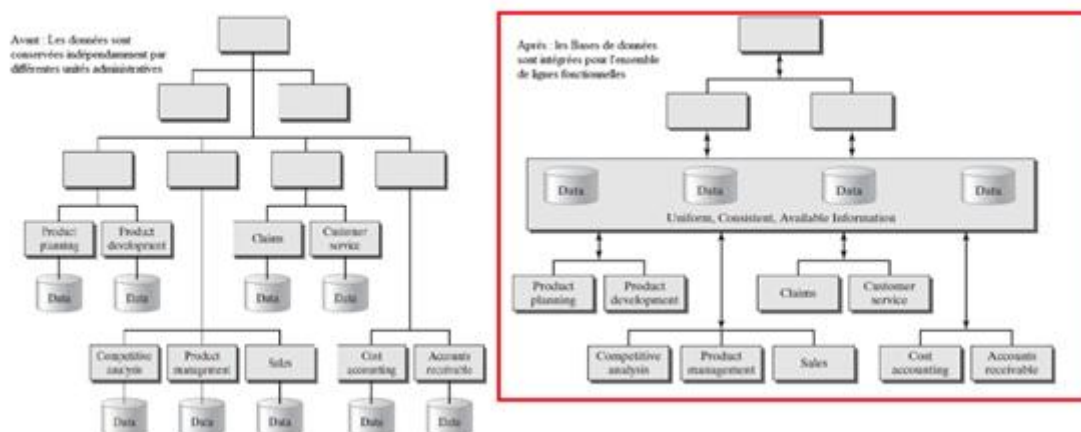 Avant : Les données sont
conservées indépendamment par
différentes unités administratives
Product
planning
Product
development
Claims
Customer
service
Data
Data
Data
Data
Competitive
analysis
Product
management
Sales
Cost
accounting
Accounts
receivable
Data
Data
Data
Data
Data
Après : les Bases de données
sont intégrées pour l'ensemble
de lignes fonctionnelles
Data
Data
Data
Data
Uniform, Consistent, Available Information
Product
planning
Product
development
Claims
Customer
service
Competitive
analysis
Product
management
Sales
Cost
accounting
Accounts
receivable